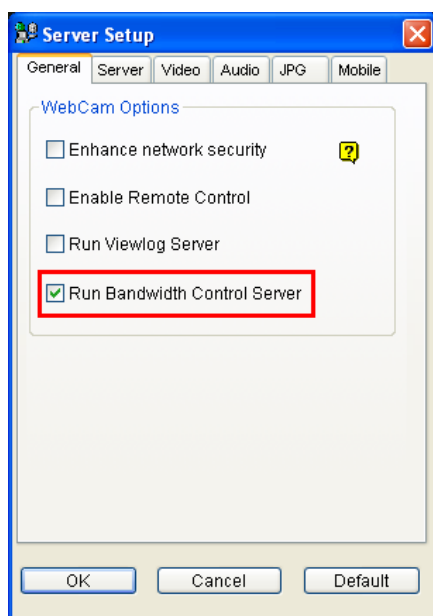 Server Setup
General Server Video Audio JPG Mobile
WebCam Options
Enhance network security ?
Enable Remote Control
Run Viewlog Server
Run Bandwidth Control Server
OK Cancel Default